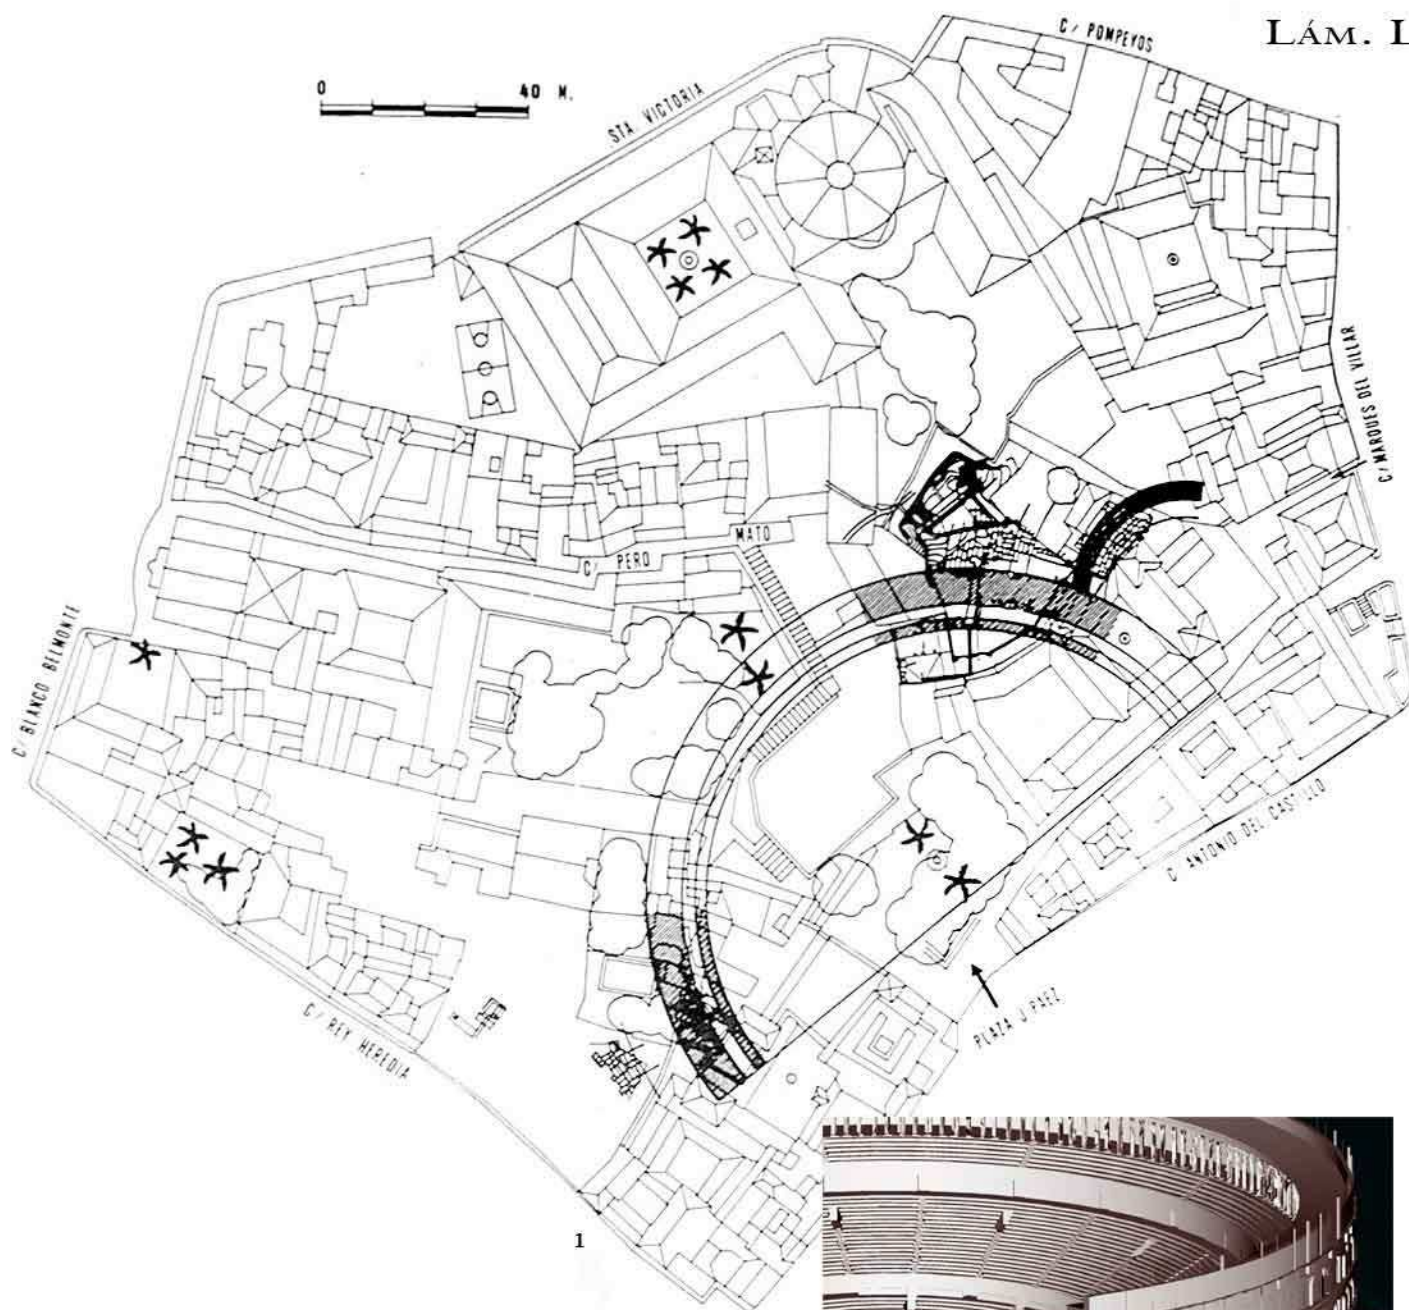 LÁM. L
C/ POMPEYOS
0 40 M.
STA. VICTORIA
C/ MARQUES DEL VILLAR
C/ PERO MATO
C/ BLANCO BELMONTE
C/ ANTONIO DEL CASTILLO
PLAZA J. PAEZ
C/ REY HEREDIA
1